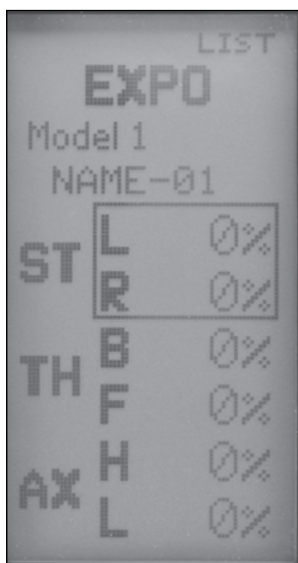 LIST
EXPO
Model 1
NAME-01
ST
L 0%
R 0%
TH
B 0%
F 0%
AX
H 0%
L 0%